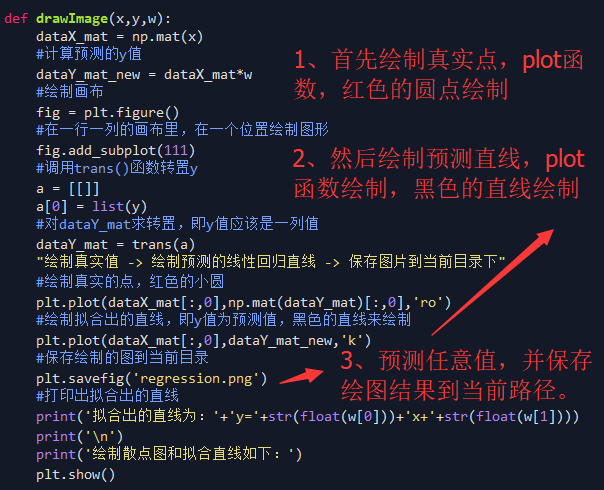 def drawImage(x,y,w):
dataX_mat = np.mat(x)
#计算预测的y值
dataY_mat_new = dataX_mat*w
#绘制画布
fig = plt.figure()
#在一行一列的画布里，在一个位置绘制图形
fig.add_subplot(111)
#调用trans()函数转置y
a = [[]]
a[0] = list(y)
#对dataY_mat求转置，即y值应该是一列值
dataY_mat = trans(a)
"绘制真实值 -> 绘制预测的线性回归直线 -> 保存图片到当前目录下"
#绘制真实的点，红色的小圆
plt.plot(dataX_mat[:,0],np.mat(dataY_mat)[:,0],'ro')
#绘制拟合出的直线，即y值为预测值，黑色的直线来绘制
plt.plot(dataX_mat[:,0],dataY_mat_new,'k')
#保存绘制的图到当前目录
plt.savefig('regression.png')
#打印出拟合出的直线
print('拟合出的直线为：'+'y='+str(float(w[0]))+'x+'+str(float(w[1])))
print('\n')
print('绘制散点图和拟合直线如下：')
plt.show()
1、首先绘制真实点，plot函
数，红色的圆点绘制
2、然后绘制预测直线，plot
函数绘制，黑色的直线绘制
3、预测任意值，并保存
绘图结果到当前路径。